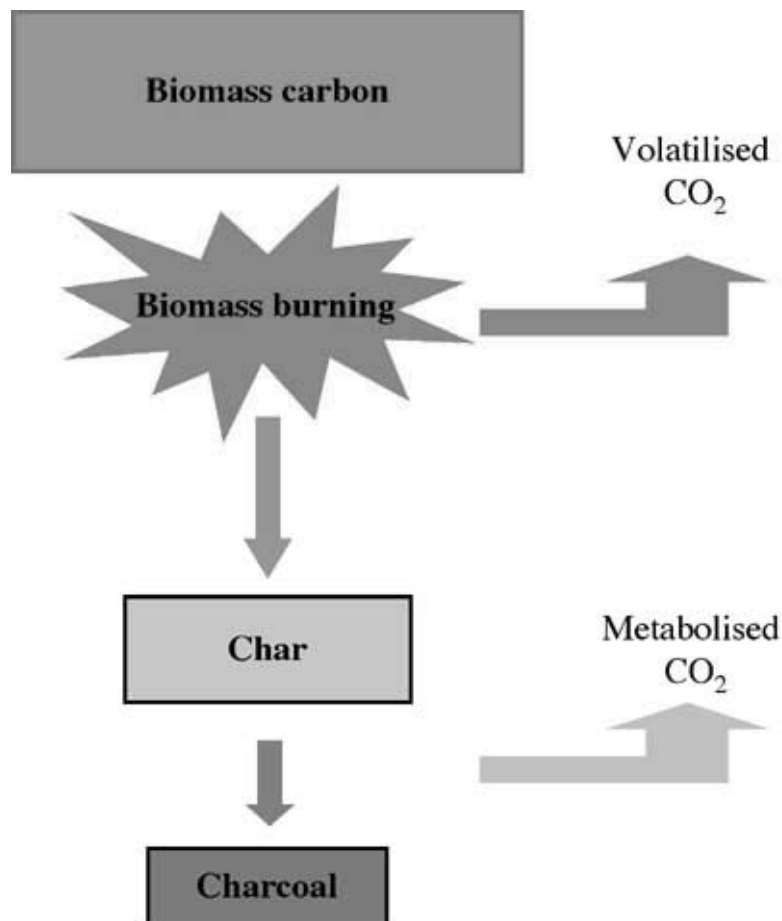 Biomass carbon
Volatilised
CO₂
Biomass burning
Char
Metabolised
CO₂
Charcoal